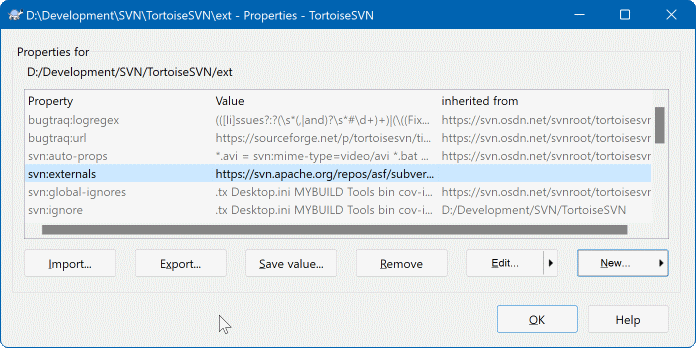 D:\Development\SVN\TortoiseSVN\ext - Properties - TortoiseSVN
Properties for
D:/Development/SVN/TortoiseSVN/ext
Property Value inherited from
bugtraq:logregex (([Ii]ssues?:?(\s*(,|and)?\s*#\d+)+)|(\((Fix... https://svn.osdn.net/svnroot/tortoisesvn
bugtraq:url https://sourceforge.net/p/tortoisesvn/ti... https://svn.osdn.net/svnroot/tortoisesvn
svn:auto-props *.avi = svn:mime-type=video/avi *.bat ... https://svn.osdn.net/svnroot/tortoisesvn
svn:externals https://svn.apache.org/repos/asf/subver...
svn:global-ignores .tx Desktop.ini MYBUILD Tools bin cov-i... https://svn.osdn.net/svnroot/tortoisesvn
svn:ignore .tx Desktop.ini MYBUILD Tools bin cov-i... D:/Development/SVN/TortoiseSVN
Import... Export... Save value... Remove Edit... New...
OK Help